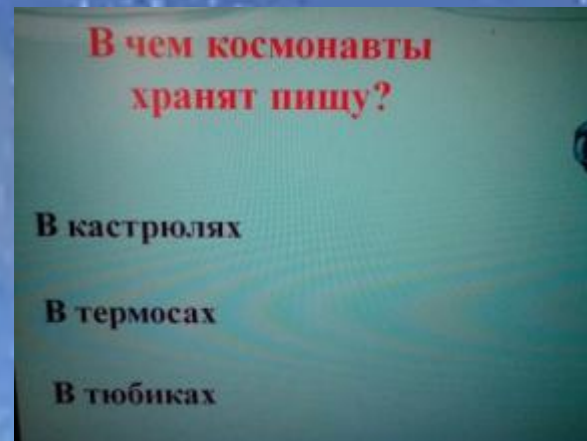 В чем космонавты
хранят пищу?
В кастрюлях
В термосах
В тюбиках